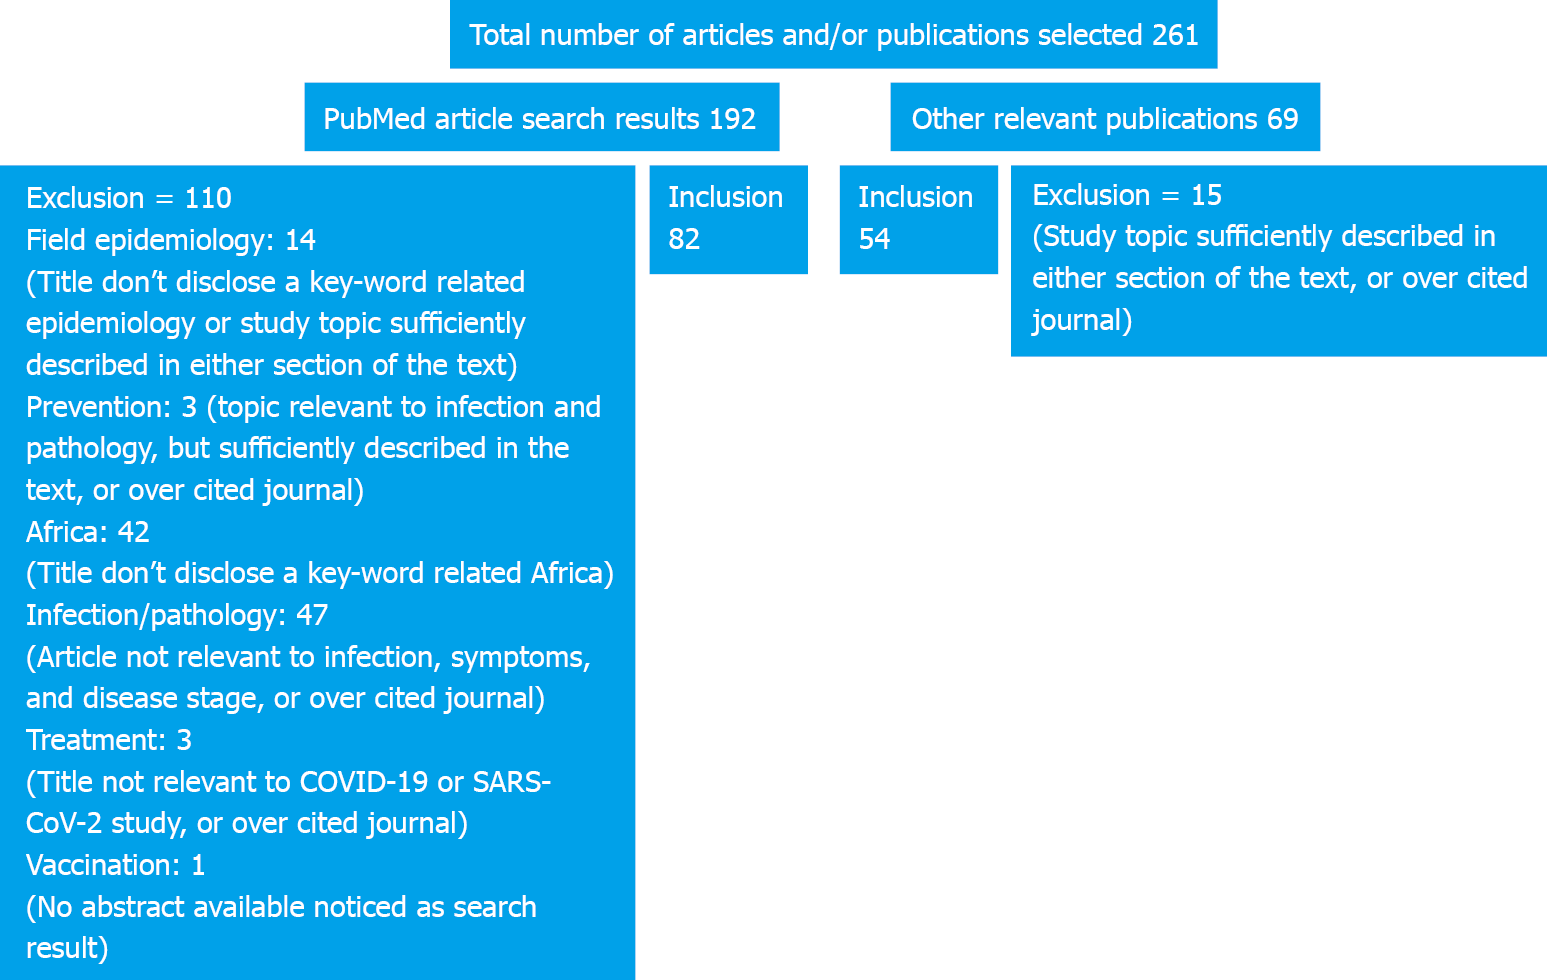 Total number of articles and/or publications selected 261
PubMed article search results 192
Other relevant publications 69
Exclusion = 110
Field epidemiology: 14
(Title don’t disclose a key-word related
epidemiology or study topic sufficiently
described in either section of the text)
Prevention: 3 (topic relevant to infection and
pathology, but sufficiently described in the
text, or over cited journal)
Africa: 42
(Title don’t disclose a key-word related Africa)
Infection/pathology: 47
(Article not relevant to infection, symptoms,
and disease stage, or over cited journal)
Treatment: 3
(Title not relevant to COVID-19 or SARS-
CoV-2 study, or over cited journal)
Vaccination: 1
(No abstract available noticed as search
result)
Inclusion
82
Inclusion
54
Exclusion = 15
(Study topic sufficiently described in
either section of the text, or over cited
journal)